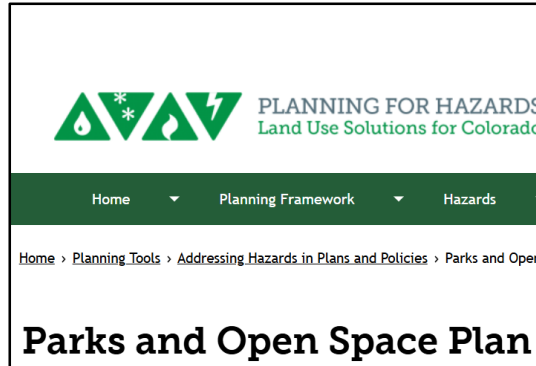 PLANNING FOR HAZARDS
Land Use Solutions for Colorado
Home Planning Framework Hazards
Home › Planning Tools › Addressing Hazards in Plans and Policies › Parks and Open
Parks and Open Space Plan